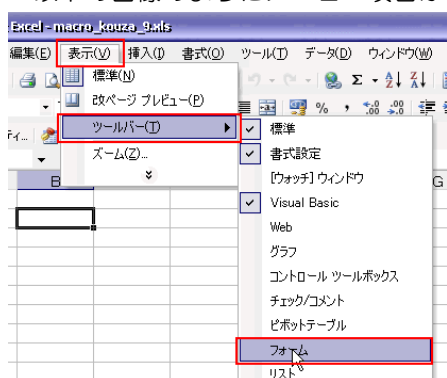 Excel - macro_kouza_9.xls
編集(E) 表示(V) 挿入(I) 書式(O) ツール(T) データ(D) ウィンドウ(W)
標準(N)
改ページ プレビュー(P)
ツールバー(T)
ズーム(Z)...
標準
書式設定
[ウォッチ] ウィンドウ
Visual Basic
Web
グラフ
コントロール ツールボックス
チェック/コメント
ピボットテーブル
フォーム
リスト
B
G